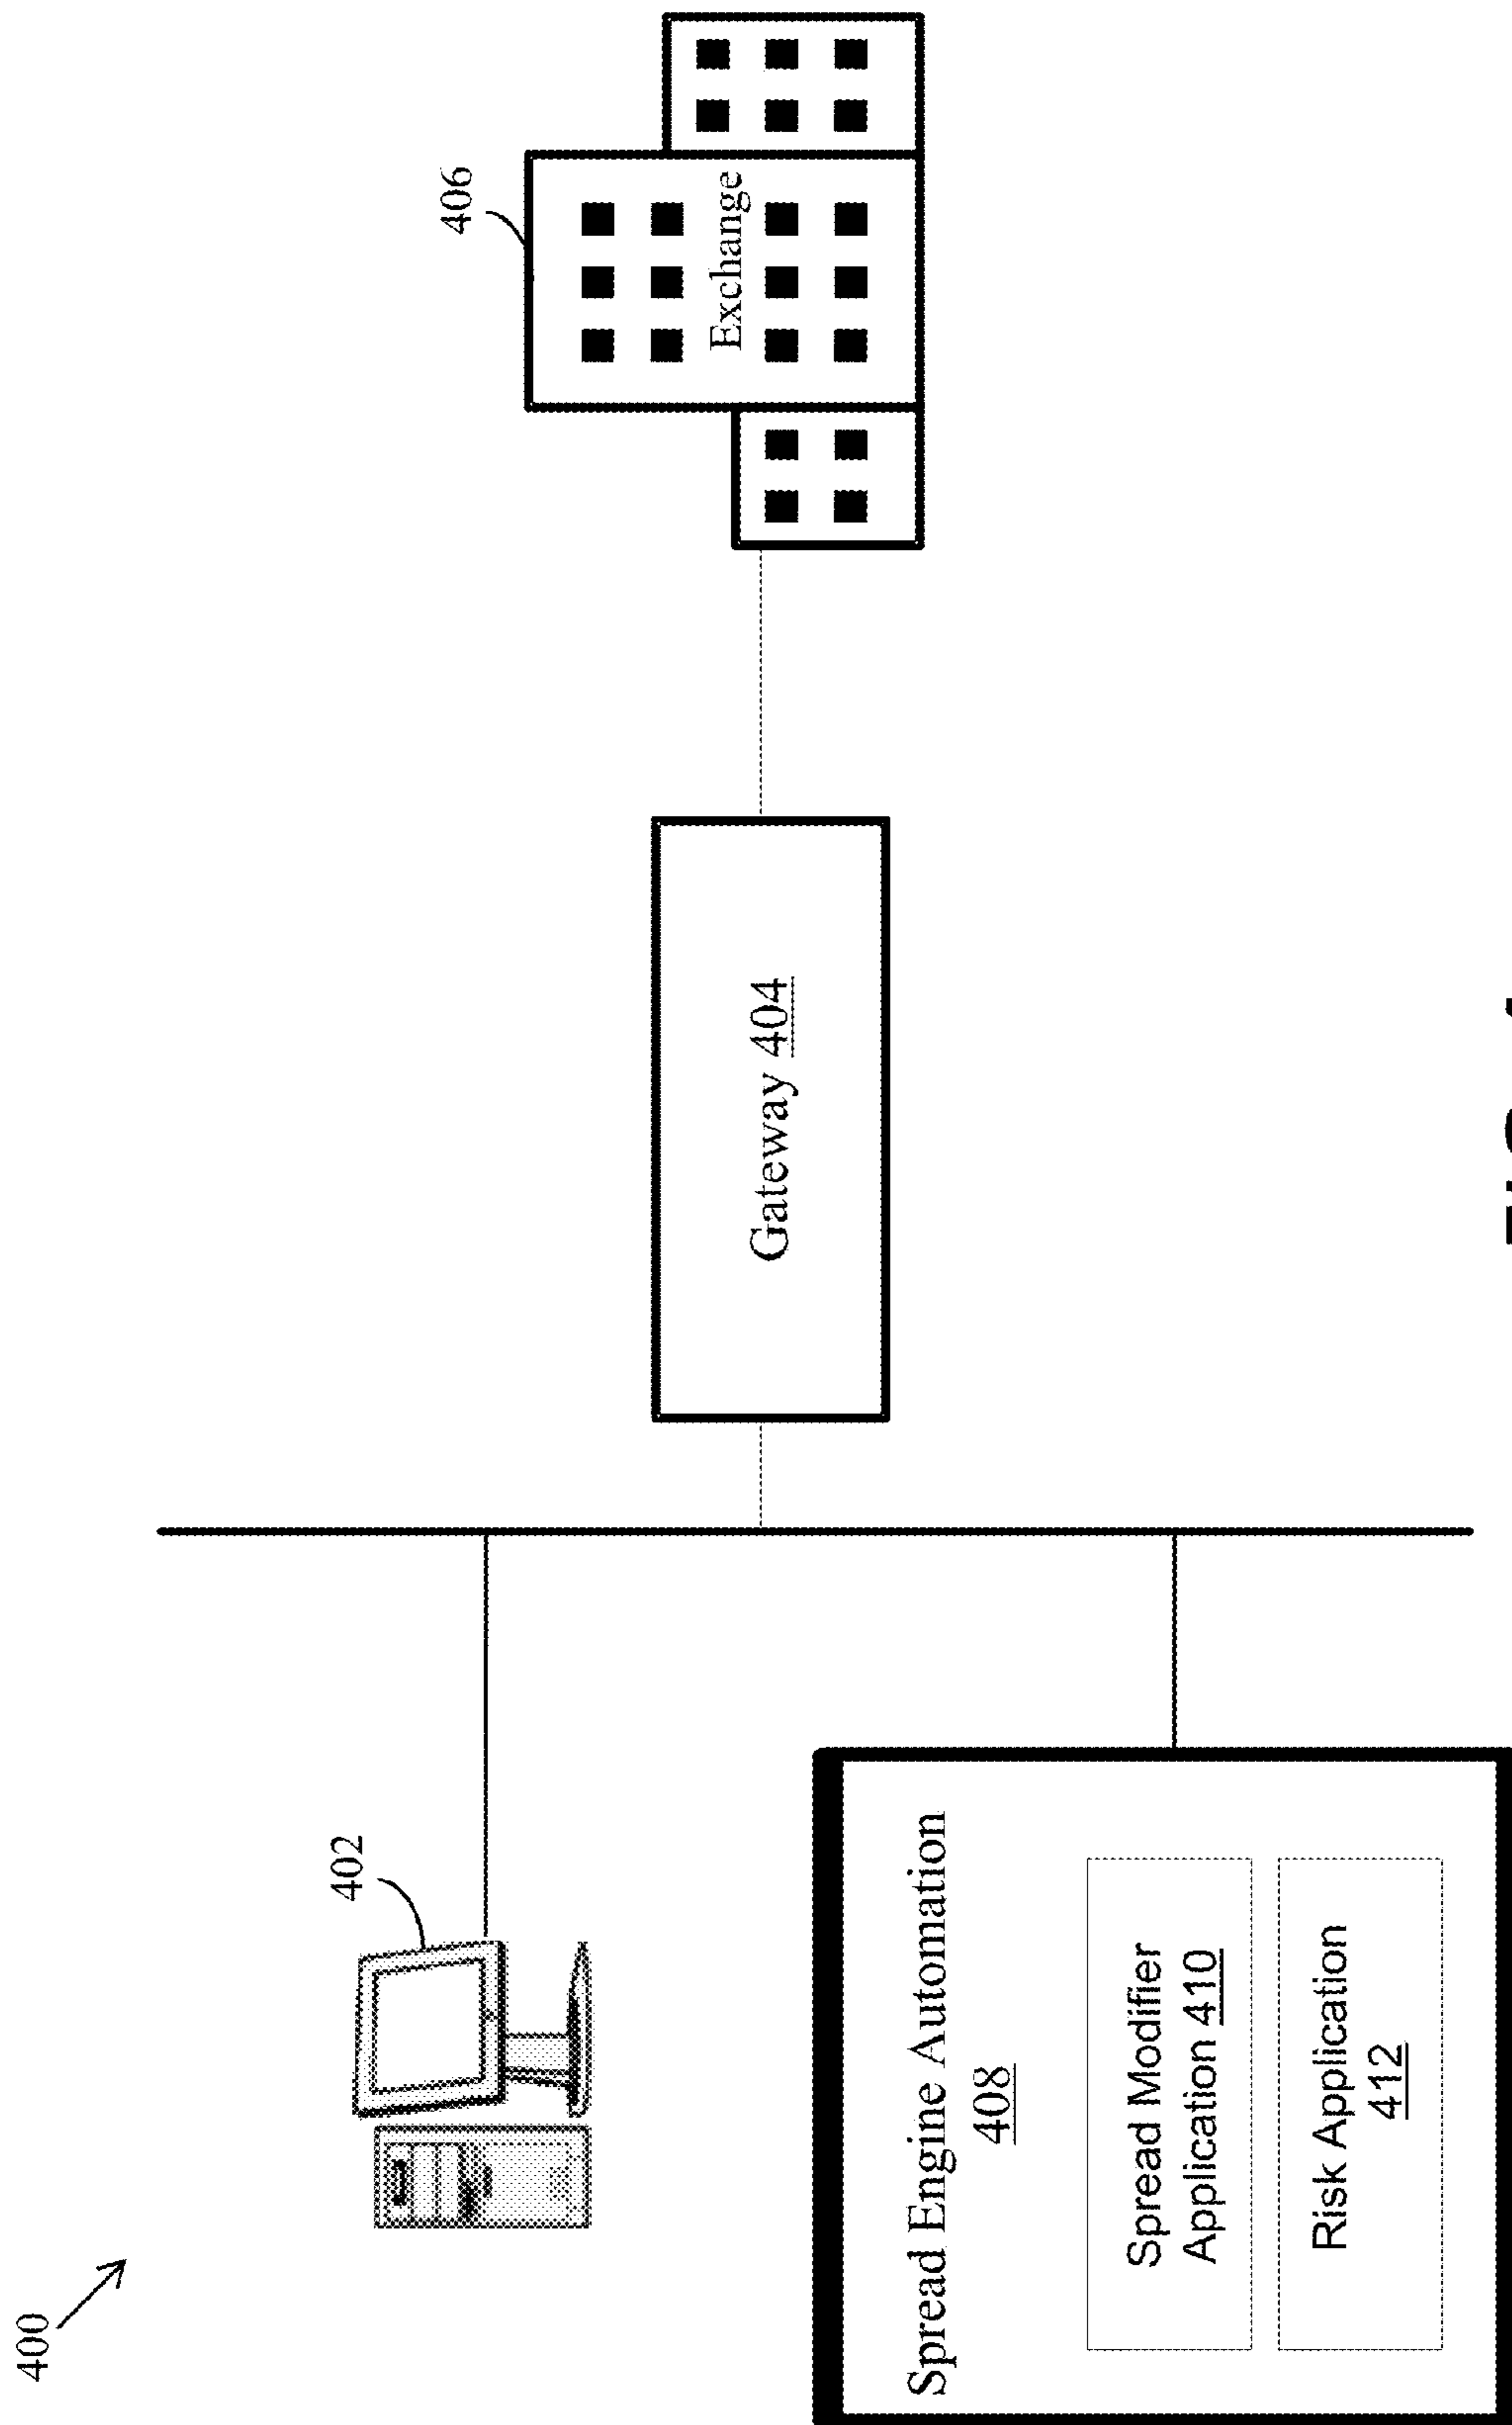 400
402
406
Exchange
Gateway 404
Spread Engine Automation
408
Spread Modifier
Application 410
Risk Application
412